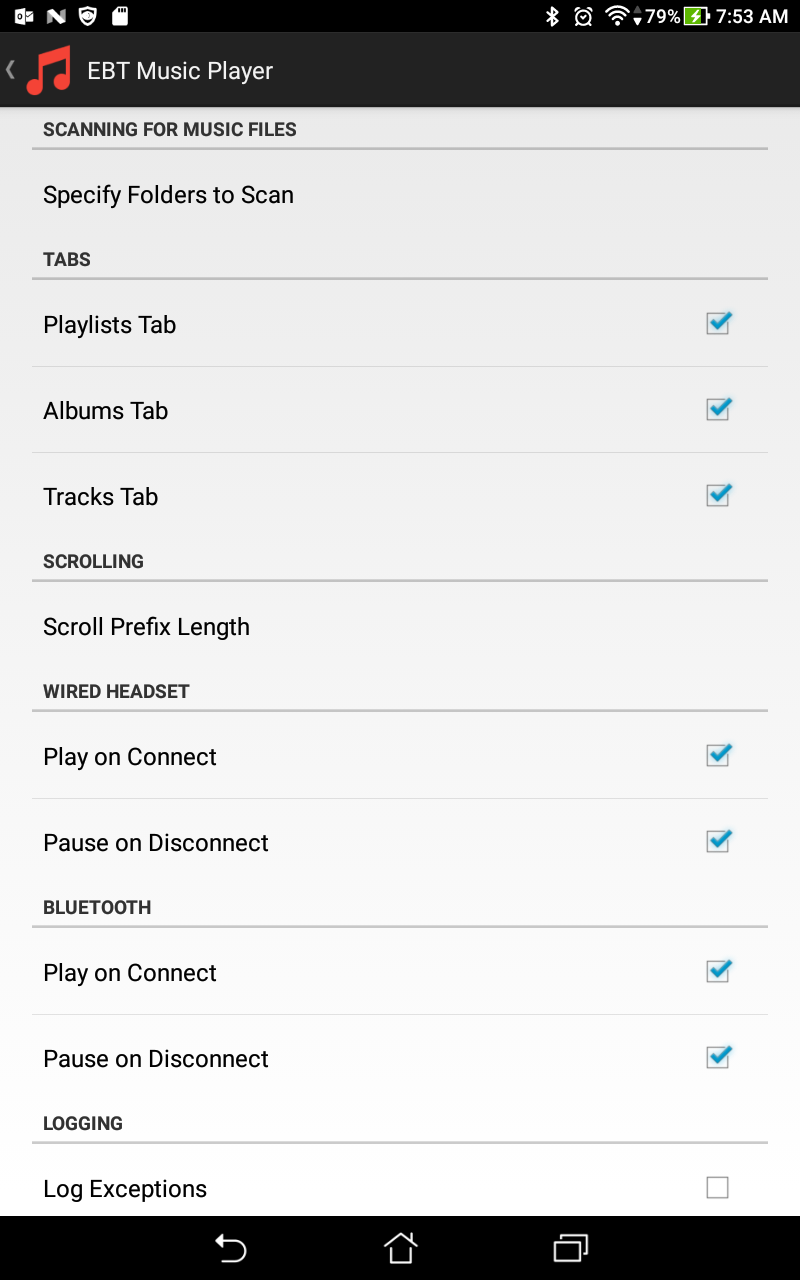 79% 7:53 AM
EBT Music Player
SCANNING FOR MUSIC FILES
Specify Folders to Scan
TABS
Playlists Tab
Albums Tab
Tracks Tab
SCROLLING
Scroll Prefix Length
WIRED HEADSET
Play on Connect
Pause on Disconnect
BLUETOOTH
Play on Connect
Pause on Disconnect
LOGGING
Log Exceptions